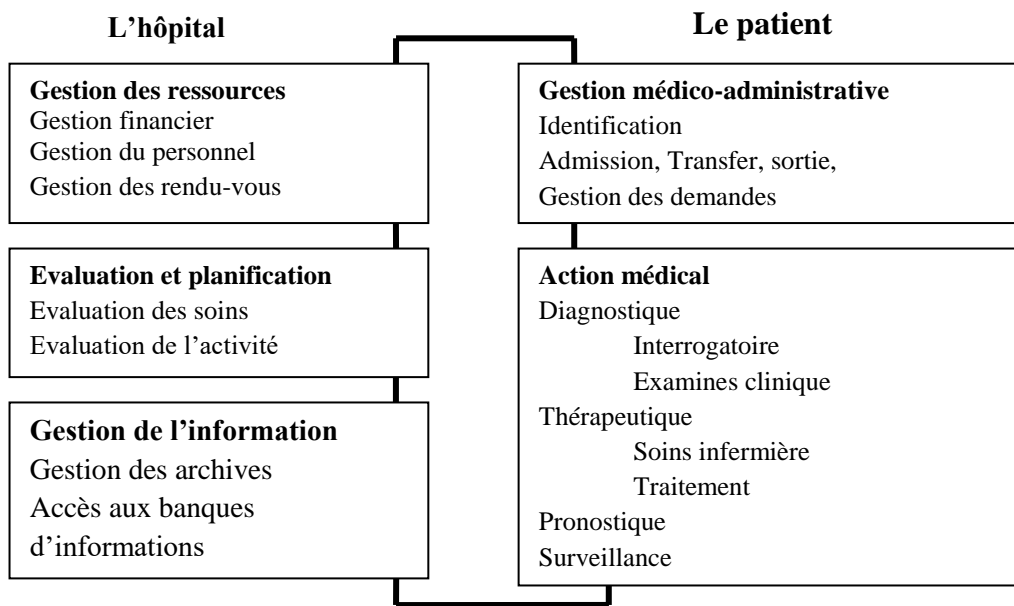 L’hôpital
Gestion des ressources
Gestion financier
Gestion du personnel
Gestion des rendu-vous
Evaluation et planification
Evaluation des soins
Evaluation de l’activité
Gestion de l’information
Gestion des archives
Accès aux banques
d’informations
Le patient
Gestion médico-administrative
Identification
Admission, Transfer, sortie,
Gestion des demandes
Action médical
Diagnostique
Interrogatoire
Examines clinique
Thérapeutique
Soins infermière
Traitement
Pronostique
Surveillance